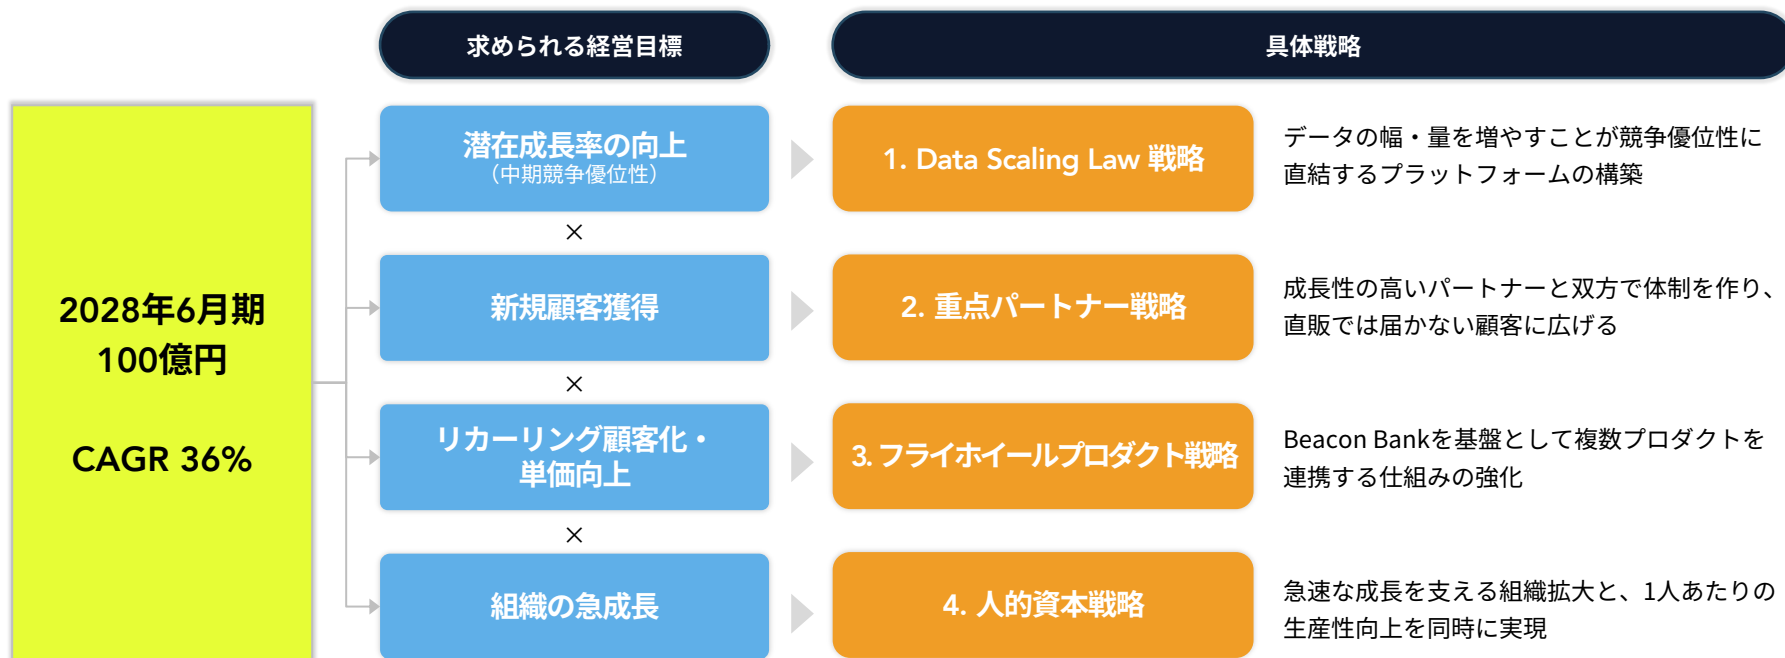 求められる経営目標
具体戦略
2028年6月期
100億円
CAGR 36%
潜在成長率の向上
（中期競争優位性）
1. Data Scaling Law 戦略
データの幅・量を増やすことが競争優位性に
直結するプラットフォームの構築
×
新規顧客獲得
2. 重点パートナー戦略
成長性の高いパートナーと双方で体制を作り、
直販では届かない顧客に広げる
×
リカーリング顧客化・
単価向上
3. フライホイールプロダクト戦略
Beacon Bankを基盤として複数プロダクトを
連携する仕組みの強化
×
組織の急成長
4. 人的資本戦略
急速な成長を支える組織拡大と、1人あたりの
生産性向上を同時に実現